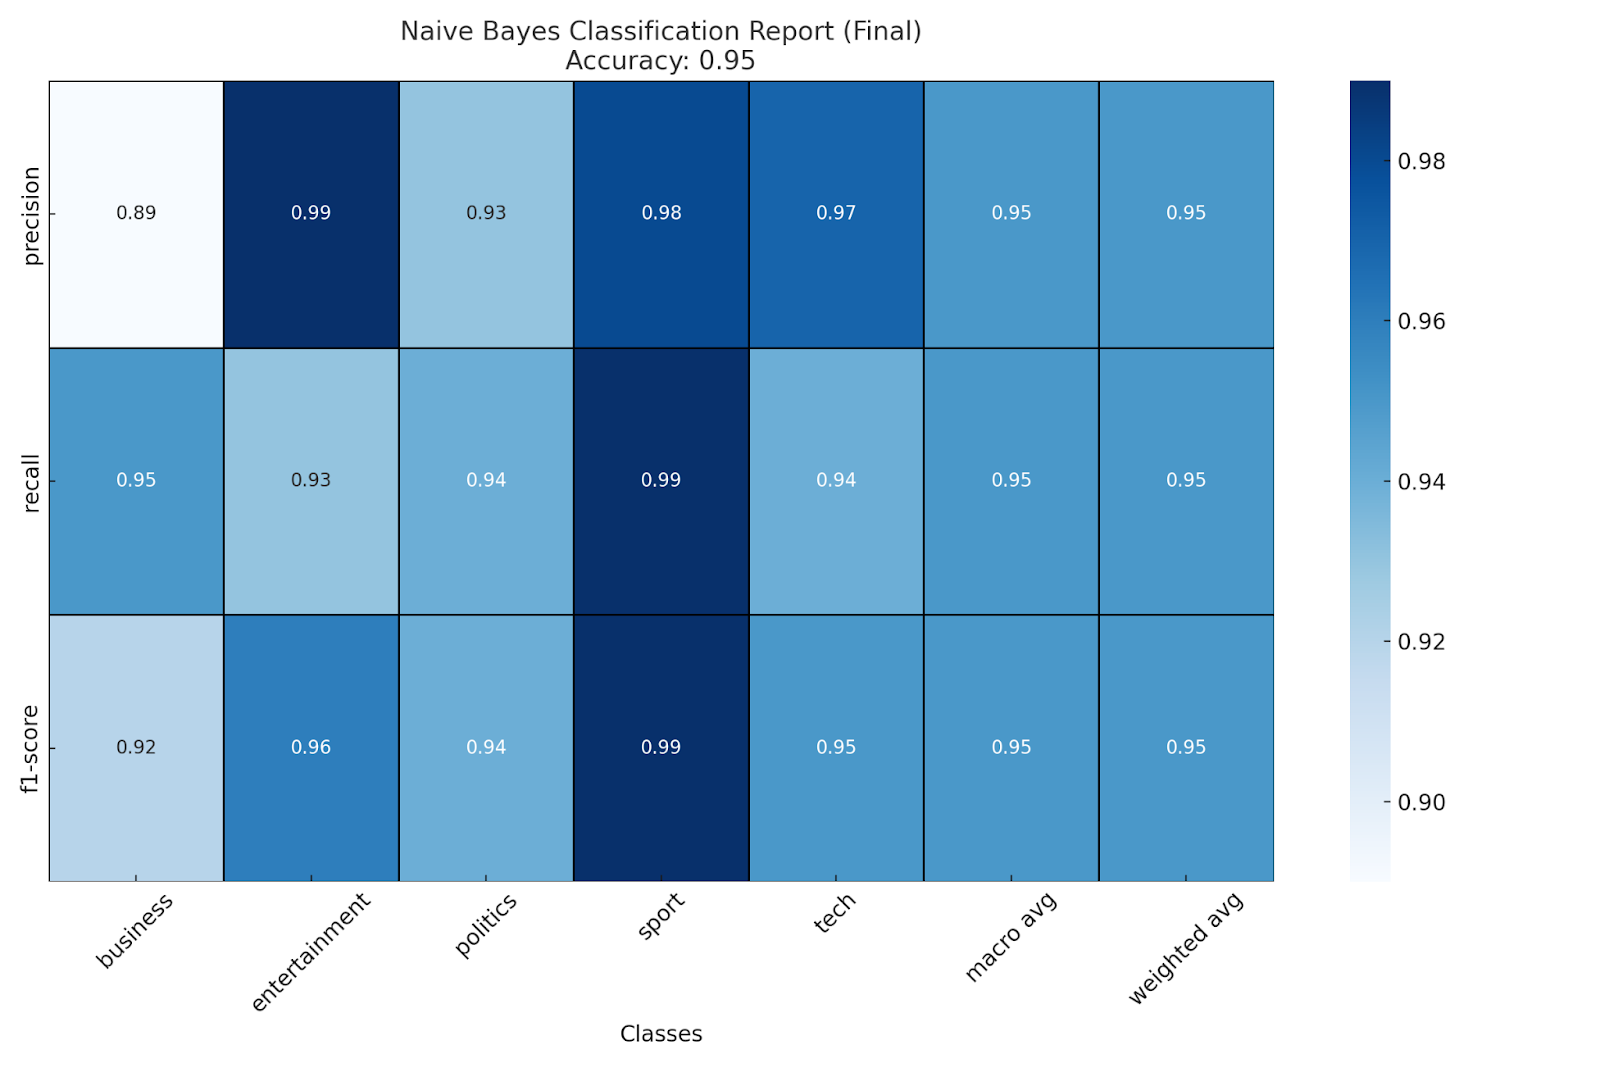 Naive Bayes Classification Report (Final)
Accuracy: 0.95
precision 0.89 0.99 0.93 0.98 0.97 0.95 0.95
recall 0.95 0.93 0.94 0.99 0.94 0.95 0.95
f1-score 0.92 0.96 0.94 0.99 0.95 0.95 0.95
business entertainment politics sport tech macro avg weighted avg
Classes
0.98
0.96
0.94
0.92
0.90